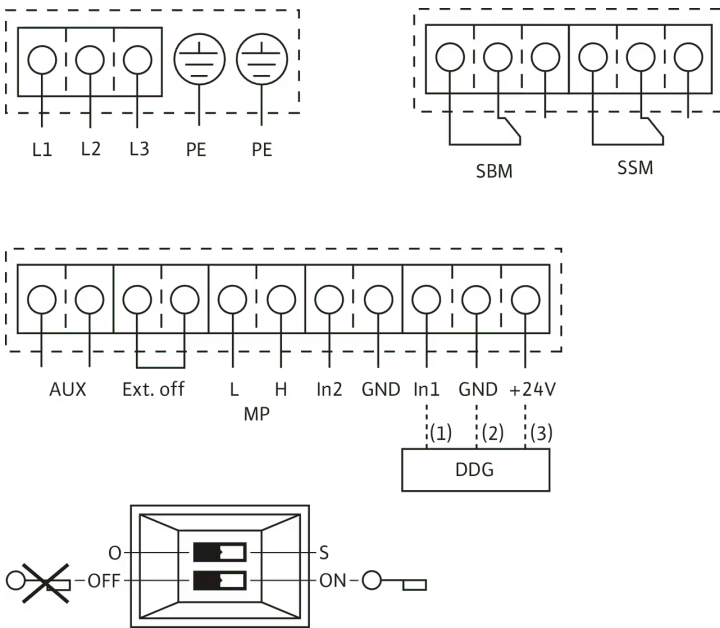 L1 L2 L3 PE PE
SBM SSM
AUX Ext. off L H In2 GND In1 GND +24V
MP
(1) (2) (3)
DDG
O S
OFF ON